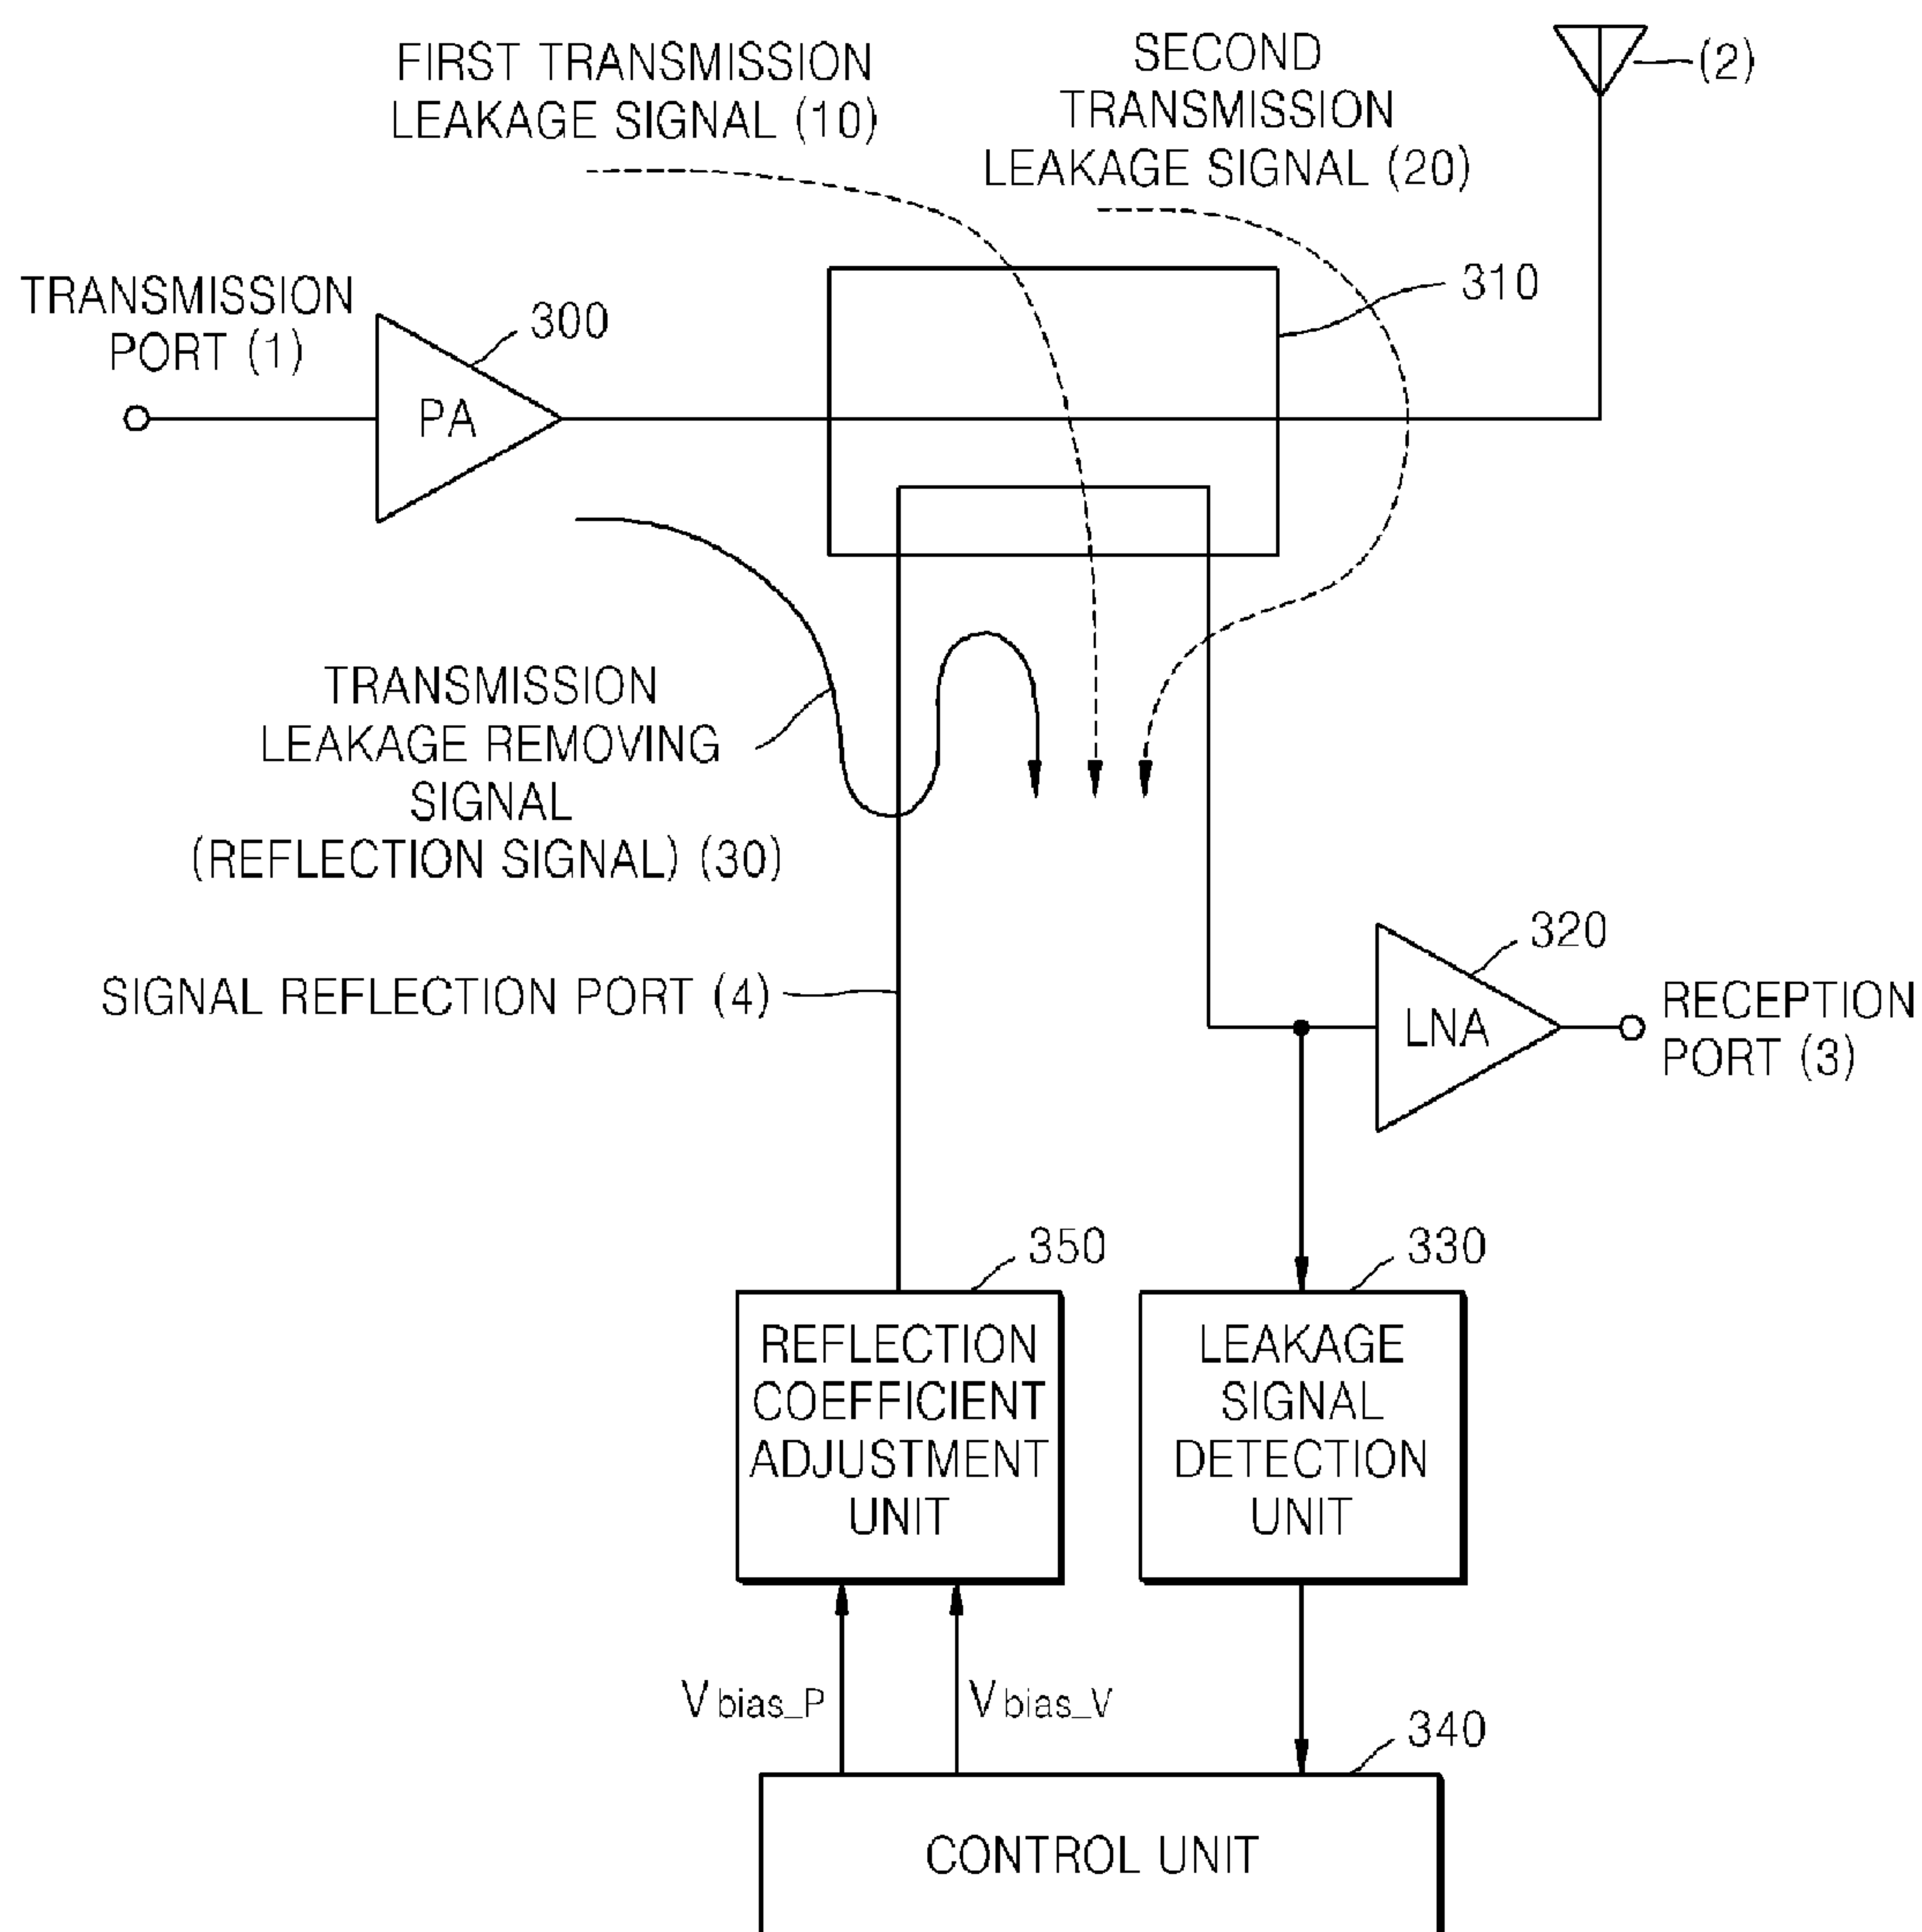 FIRST TRANSMISSION
LEAKAGE SIGNAL (10)
SECOND
TRANSMISSION
LEAKAGE SIGNAL (20)
(2)
310
TRANSMISSION
PORT (1)
300
PA
TRANSMISSION
LEAKAGE REMOVING
SIGNAL
(REFLECTION SIGNAL) (30)
SIGNAL REFLECTION PORT (4)
320
LNA
RECEPTION
PORT (3)
350
REFLECTION
COEFFICIENT
ADJUSTMENT
UNIT
330
LEAKAGE
SIGNAL
DETECTION
UNIT
Vbias_P
Vbias_V
340
CONTROL UNIT